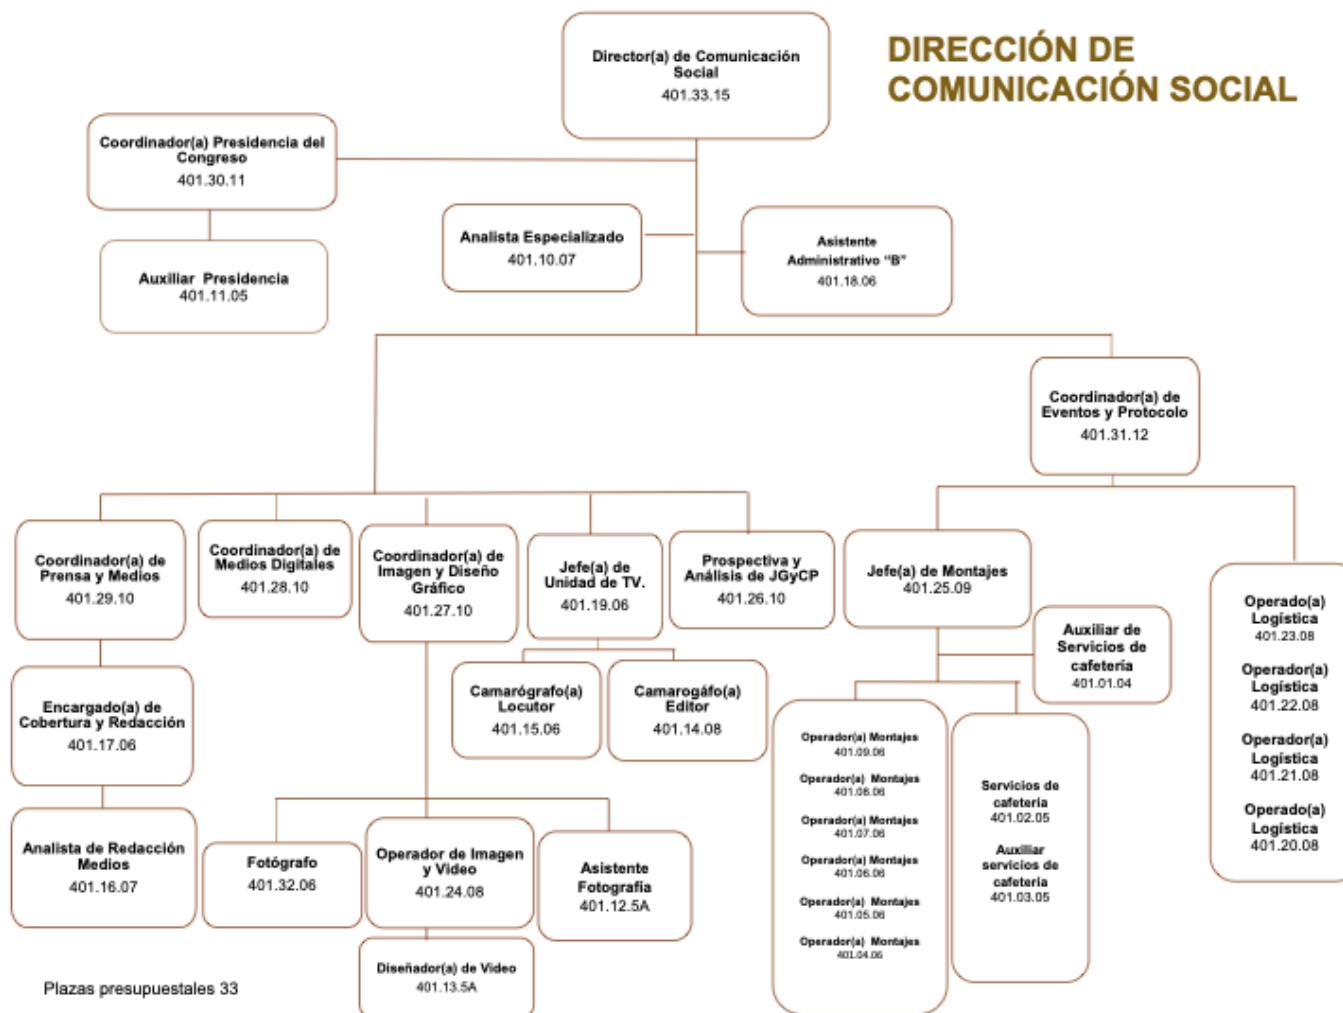 DIRECCIÓN DE
COMUNICACIÓN SOCIAL
Director(a) de Comunicación
Social
401.33.15
Coordinador(a) Presidencia del
Congreso
401.30.11
Auxiliar Presidencia
401.11.05
Analista Especializado
401.10.07
Asistente
Administrativo “B”
401.18.06
Coordinador(a) de
Eventos y Protocolo
401.31.12
Coordinador(a) de
Prensa y Medios
401.29.10
Coordinador(a) de
Medios Digitales
401.28.10
Coordinador(a) de
Imagen y Diseño
Gráfico
401.27.10
Jefe(a) de
Unidad de TV.
401.19.06
Prospectiva y
Análisis de JGyCP
401.26.10
Jefe(a) de Montajes
401.25.09
Auxiliar de
Servicios de
cafetería
401.01.04
Operado(a)
Logística
401.23.08
Operador(a)
Logística
401.22.08
Operador(a)
Logística
401.21.08
Operado(a)
Logística
401.20.08
Encargado(a) de
Cobertura y Redacción
401.17.06
Camarógrafo(a)
Locutor
401.15.06
Camarogáfo(a)
Editor
401.14.08
Operador(a) Montajes
401.09.06
Operador(a) Montajes
401.08.06
Operador(a) Montajes
401.07.06
Operador(a) Montajes
401.06.06
Operador(a) Montajes
401.05.06
Operador(a) Montajes
401.04.06
Servicios de
cafetería
401.02.05
Auxiliar
servicios de
cafetería
401.03.05
Analista de Redacción
Medios
401.16.07
Fotógrafo
401.32.06
Operador de Imagen
y Video
401.24.08
Asistente
Fotografía
401.12.5A
Diseñador(a) de Video
401.13.5A
Plazas presupuestales 33